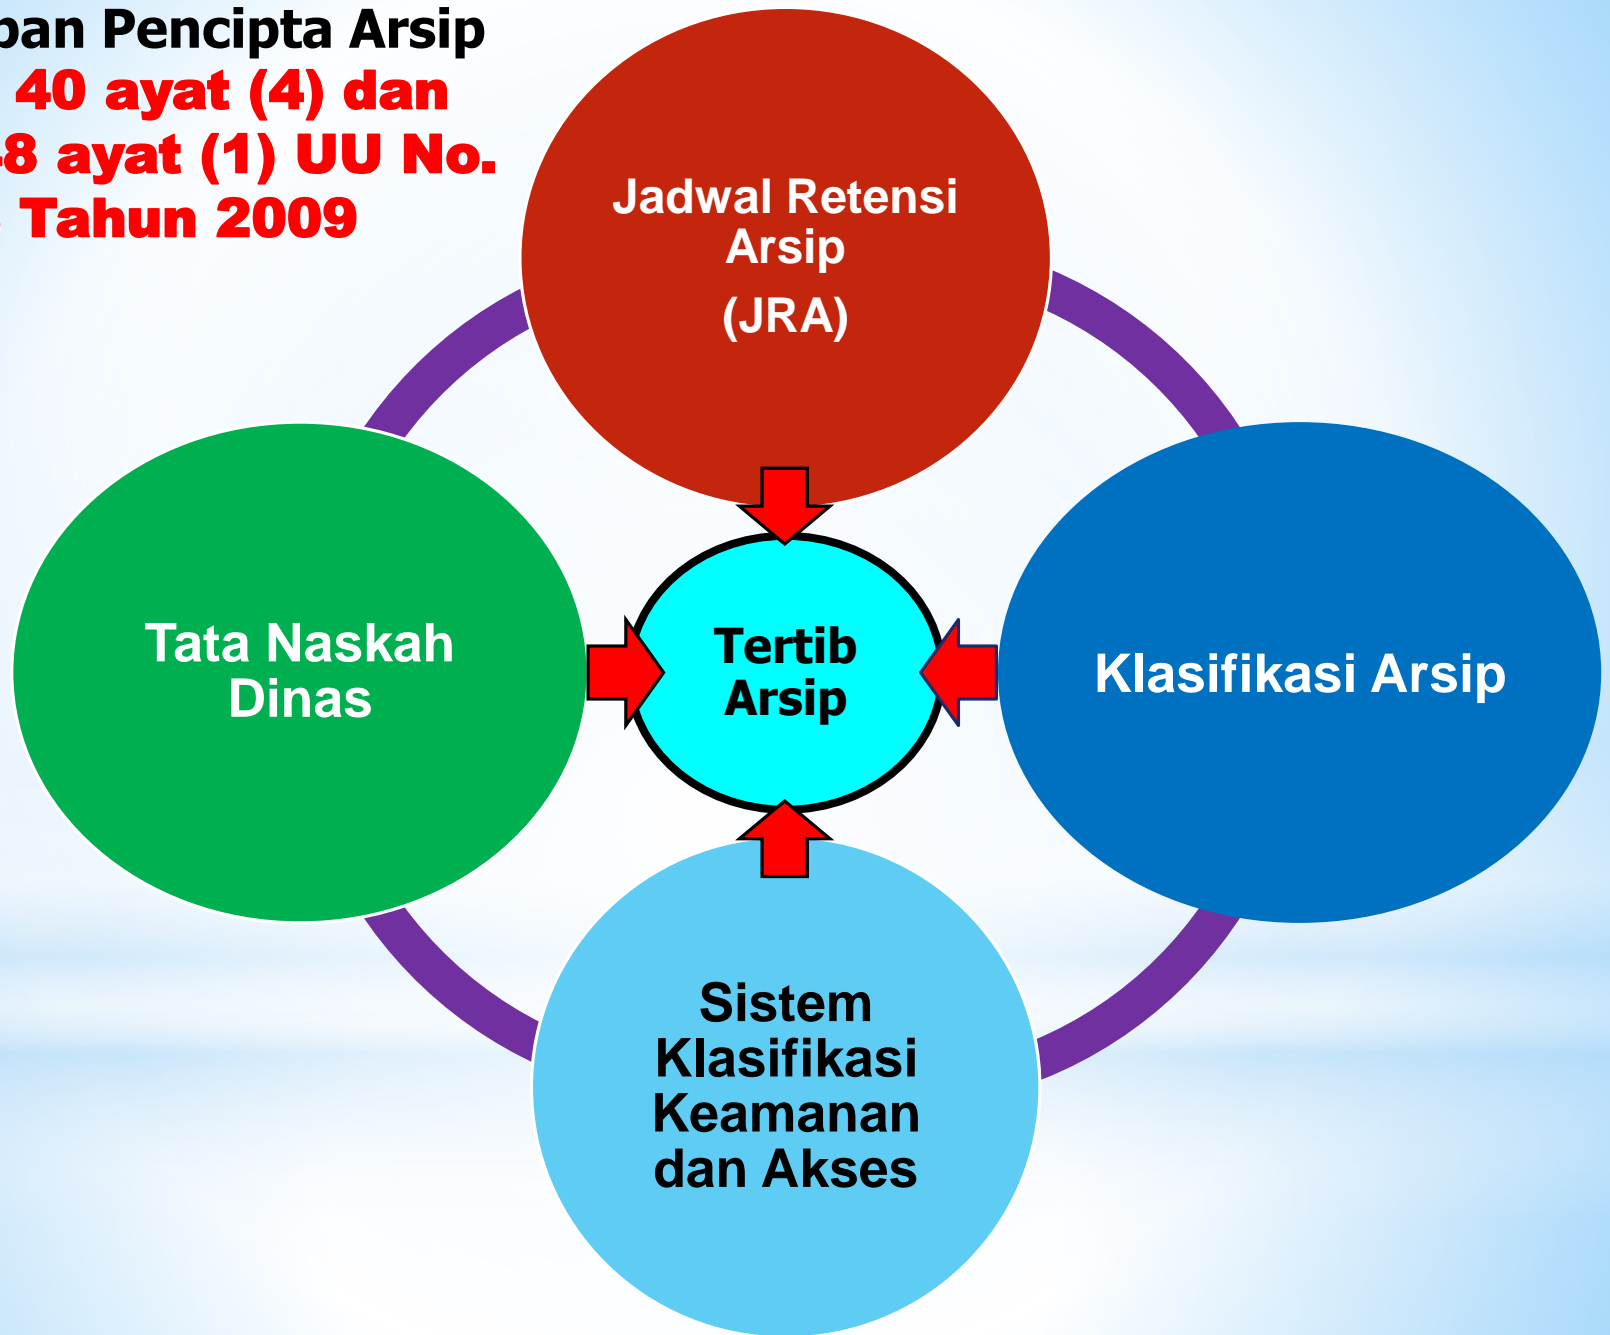 Pencipta Arsip
40 ayat (4) dan
ayat (1) UU No.
Tahun 2009
Jadwal Retensi
Arsip
(JRA)
Tata Naskah
Dinas
Tertib
Arsip
Klasifikasi Arsip
Sistem
Klasifikasi
Keamanan
dan Akses